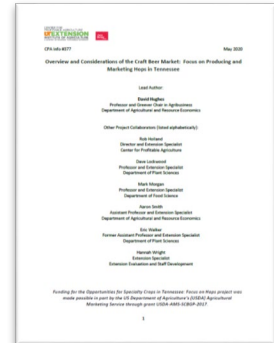 UT EXTENSION
INSTITUTE OF AGRICULTURE
CPA Info #277 May 2020
Overview and Considerations of the Craft Beer Market: Focus on Producing and
Marketing Hops in Tennessee
Lead Author:
David Hughes
Professor and Greever Chair in Agribusiness
Department of Agricultural and Resource Economics
Other Project Collaborators (listed alphabetically):
Rob Holland
Director and Extension Specialist
Center for Profitable Agriculture
Dave Lockwood
Professor and Extension Specialist
Department of Plant Sciences
Mark Morgan
Professor and Extension Specialist
Department of Food Science
Aaron Smith
Assistant Professor and Extension Specialist
Department of Agricultural and Resource Economics
Eric Walker
Former Assistant Professor and Extension Specialist
Department of Plant Sciences
Hannah Wright
Extension Specialist
Extension Evaluation and Staff Development
Funding for the Opportunities for Specialty Crops in Tennessee: Focus on Hops project was
made possible in part by the US Department of Agriculture's (USDA) Agricultural
Marketing Service through grant USDA-AMS-SCBGP-2017
1